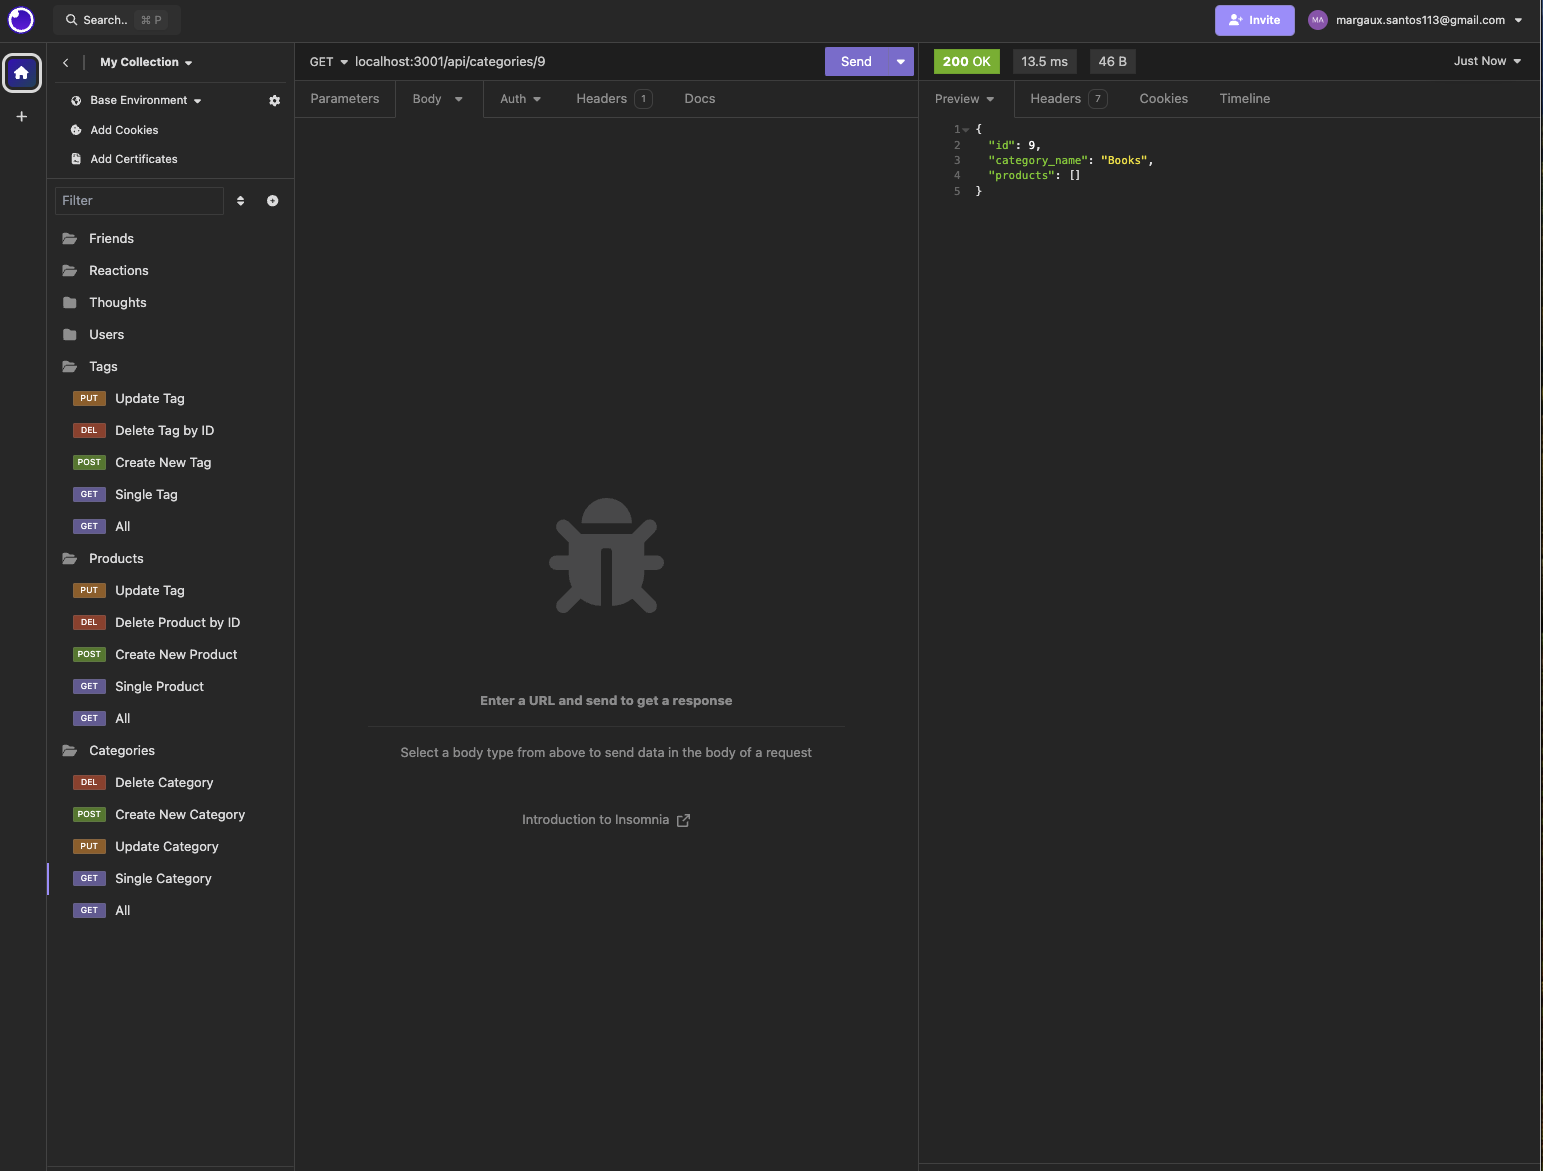 Search..
⌘ P
Invite
MA
margaux.santos113@gmail.com
My Collection
Base Environment
Add Cookies
Add Certificates
Filter
Friends
Reactions
Thoughts
Users
Tags
PUT Update Tag
DEL Delete Tag by ID
POST Create New Tag
GET Single Tag
GET All
Products
PUT Update Tag
DEL Delete Product by ID
POST Create New Product
GET Single Product
GET All
Categories
DEL Delete Category
POST Create New Category
PUT Update Category
GET Single Category
GET All
GET localhost:3001/api/categories/9
Send
Parameters
Body
Auth
Headers 1
Docs
Enter a URL and send to get a response
Select a body type from above to send data in the body of a request
Introduction to Insomnia
200 OK
13.5 ms
46 B
Just Now
Preview
Headers 7
Cookies
Timeline
1 {
2 "id": 9,
3 "category_name": "Books",
4 "products": []
5 }